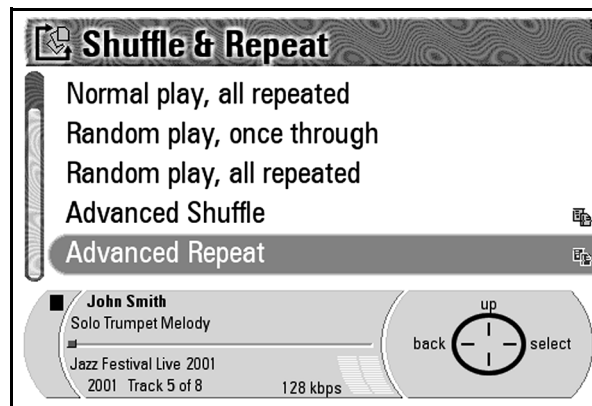 Shuffle & Repeat
Normal play, all repeated
Random play, once through
Random play, all repeated
Advanced Shuffle
Advanced Repeat
John Smith
Solo Trumpet Melody
Jazz Festival Live 2001
2001 Track 5 of 8 128 kbps
up
back select